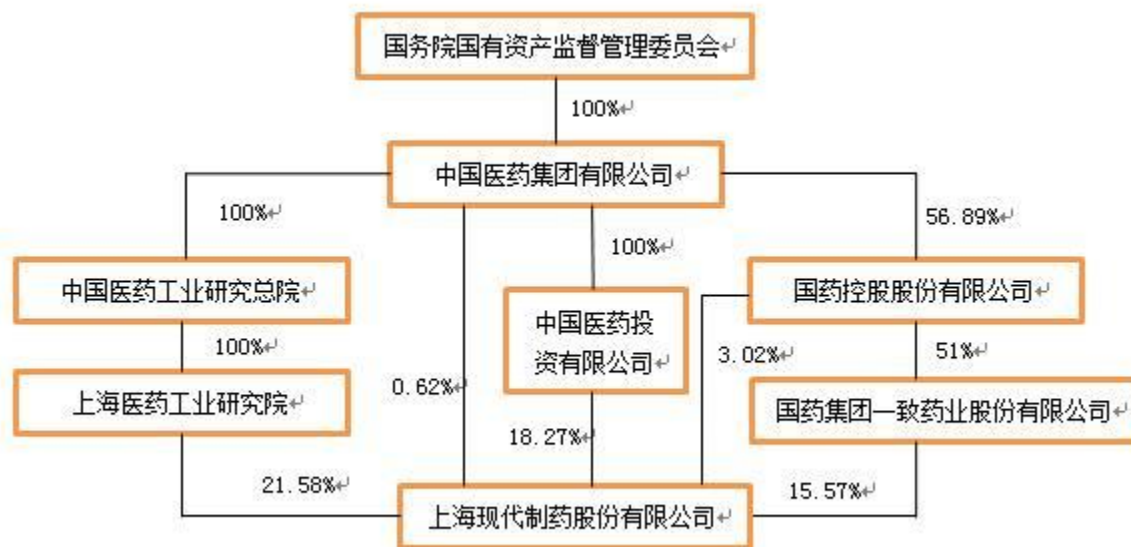 国务院国有资产监督管理委员会↵
100%↵
中国医药集团有限公司↵
100%↵
56.89%↵
100%↵
中国医药工业研究总院↵
国药控股股份有限公司↵
中国医药投
资有限公司↵
100%↵
3.02%↵
51%↵
0.62%↵
上海医药工业研究院↵
国药集团一致药业股份有限公司↵
18.27%↵
21.58%↵
15.57%↵
上海现代制药股份有限公司↵